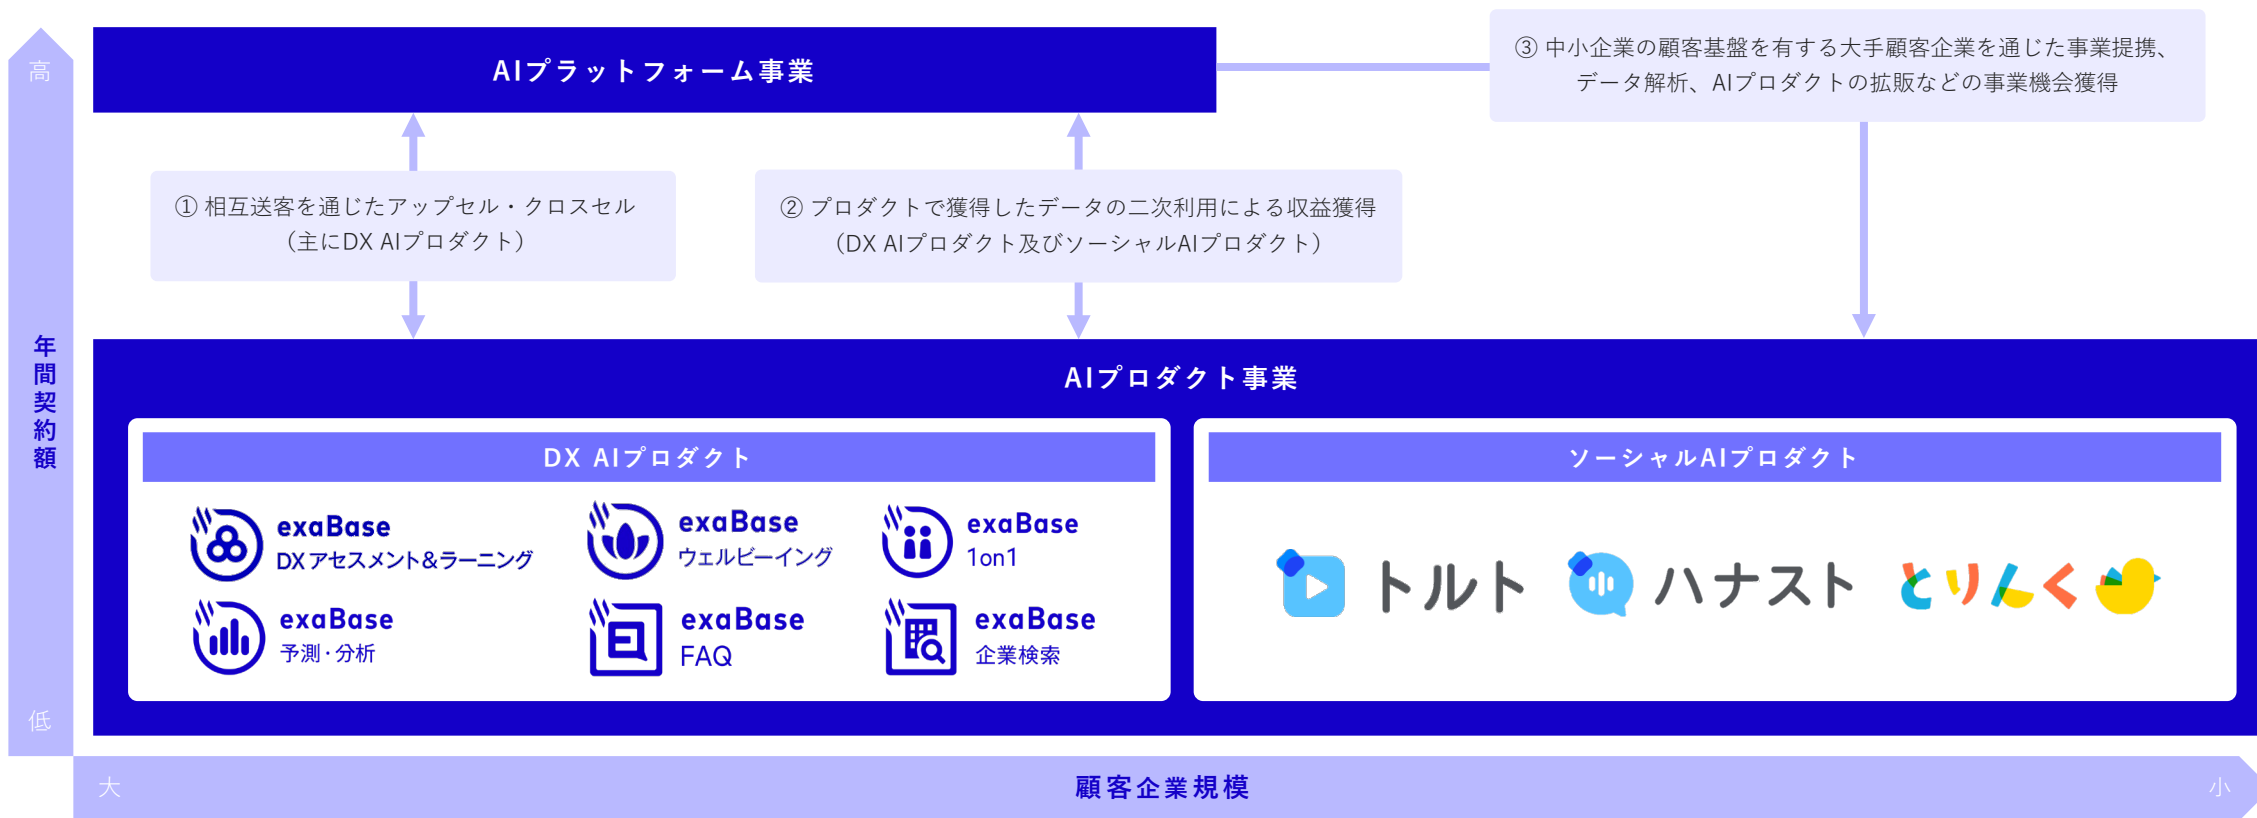 高
AIプラットフォーム事業
③ 中小企業の顧客基盤を有する大手顧客企業を通じた事業提携、
データ解析、AIプロダクトの拡販などの事業機会獲得
① 相互送客を通じたアップセル・クロスセル
（主にDX AIプロダクト）
② プロダクトで獲得したデータの二次利用による収益獲得
（DX AIプロダクト及びソーシャルAIプロダクト）
年間契約額
AIプロダクト事業
DX AIプロダクト
exaBase
DXアセスメント&ラーニング
exaBase
ウェルビーイング
exaBase
1on1
exaBase
予測・分析
exaBase
FAQ
exaBase
企業検索
ソーシャルAIプロダクト
トルト
ハナスト
とりんく
低
大
顧客企業規模
小